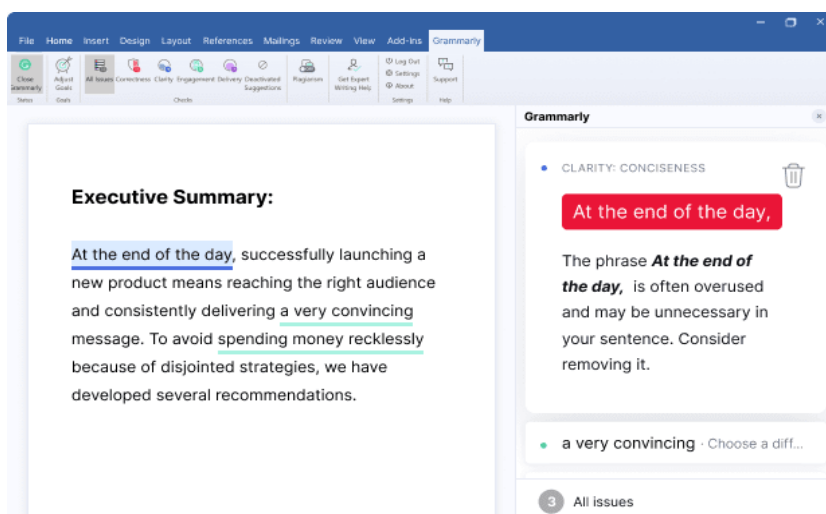 File Home Insert Design Layout References Mailings Review View Add-Ins Grammarly
Close Adjust All Issues Correctness Clarity Engagement Delivery Deactivated Plagiarism Get Expert Log Out Support
Grammarly Goals Suggestions Writing Help Settings
About
Status Goals Checks Settings Help
Grammarly
CLARITY: CONCISENESS
At the end of the day,
The phrase At the end of
the day, is often overused
and may be unnecessary in
your sentence. Consider
removing it.
a very convincing · Choose a diff...
3 All issues
Executive Summary:
At the end of the day, successfully launching a
new product means reaching the right audience
and consistently delivering a very convincing
message. To avoid spending money recklessly
because of disjointed strategies, we have
developed several recommendations.